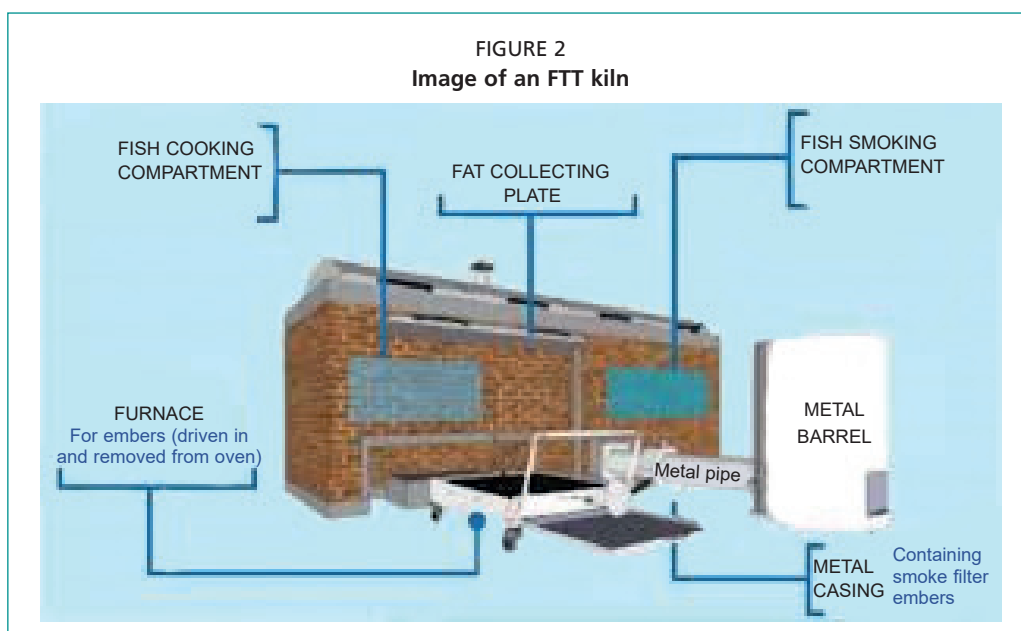 FIGURE 2
Image of an FTT kiln
FISH COOKING
COMPARTMENT
FAT COLLECTING
PLATE
FISH SMOKING
COMPARTMENT
FURNACE
For embers (driven in
and removed from oven)
METAL
BARREL
Metal pipe
METAL
CASING
Containing
smoke filter
embers